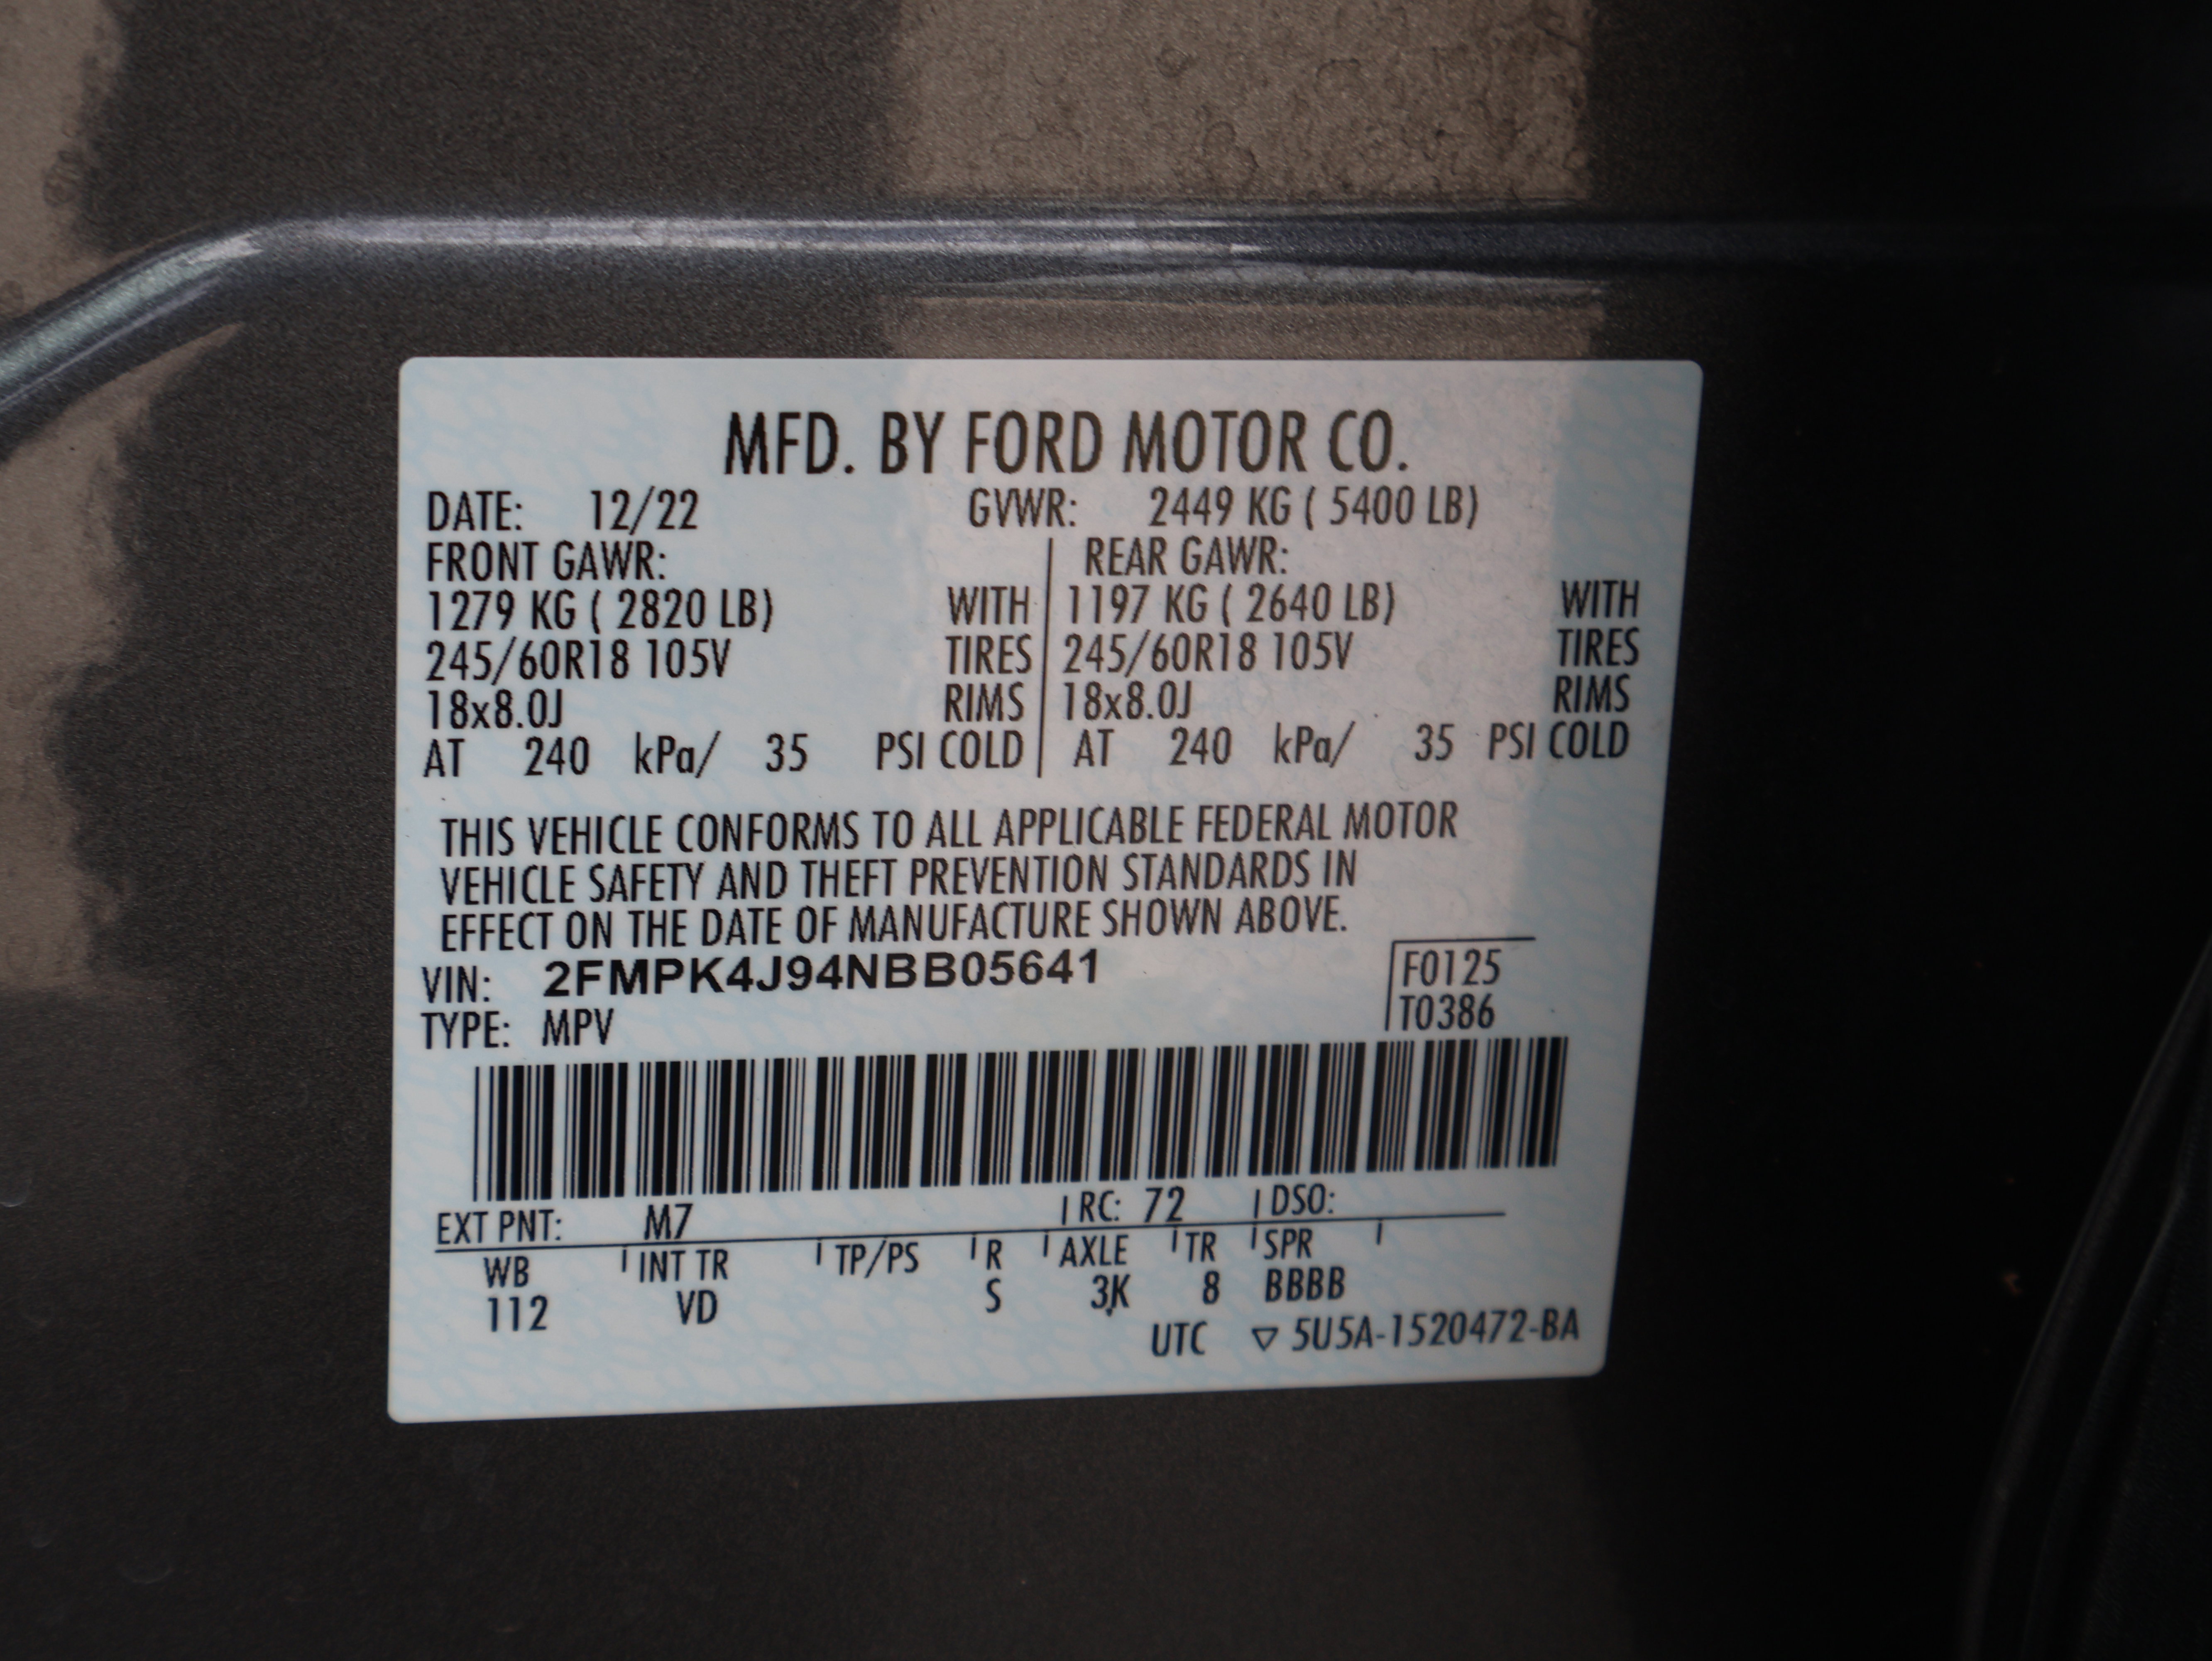 MFD. BY FORD MOTOR CO.
DATE: 12/22 GVWR: 2449 KG ( 5400 LB)
FRONT GAWR: REAR GAWR:
1279 KG ( 2820 LB) WITH 1197 KG ( 2640 LB) WITH
245/60R18 105V TIRES 245/60R18 105V TIRES
18x8.0J RIMS 18x8.0J RIMS
AT 240 kPa/ 35 PSI COLD AT 240 kPa/ 35 PSI COLD
THIS VEHICLE CONFORMS TO ALL APPLICABLE FEDERAL MOTOR
VEHICLE SAFETY AND THEFT PREVENTION STANDARDS IN
EFFECT ON THE DATE OF MANUFACTURE SHOWN ABOVE.
VIN: 2FMPK4J94NBB05641 F0125
TYPE: MPV T0386
EXT PNT: M7 RC: 72 DSO:
WB INT TR TP/PS R AXLE TR SPR
112 VD S 3K 8 BBBB
UTC ▽ 5U5A-1520472-BA